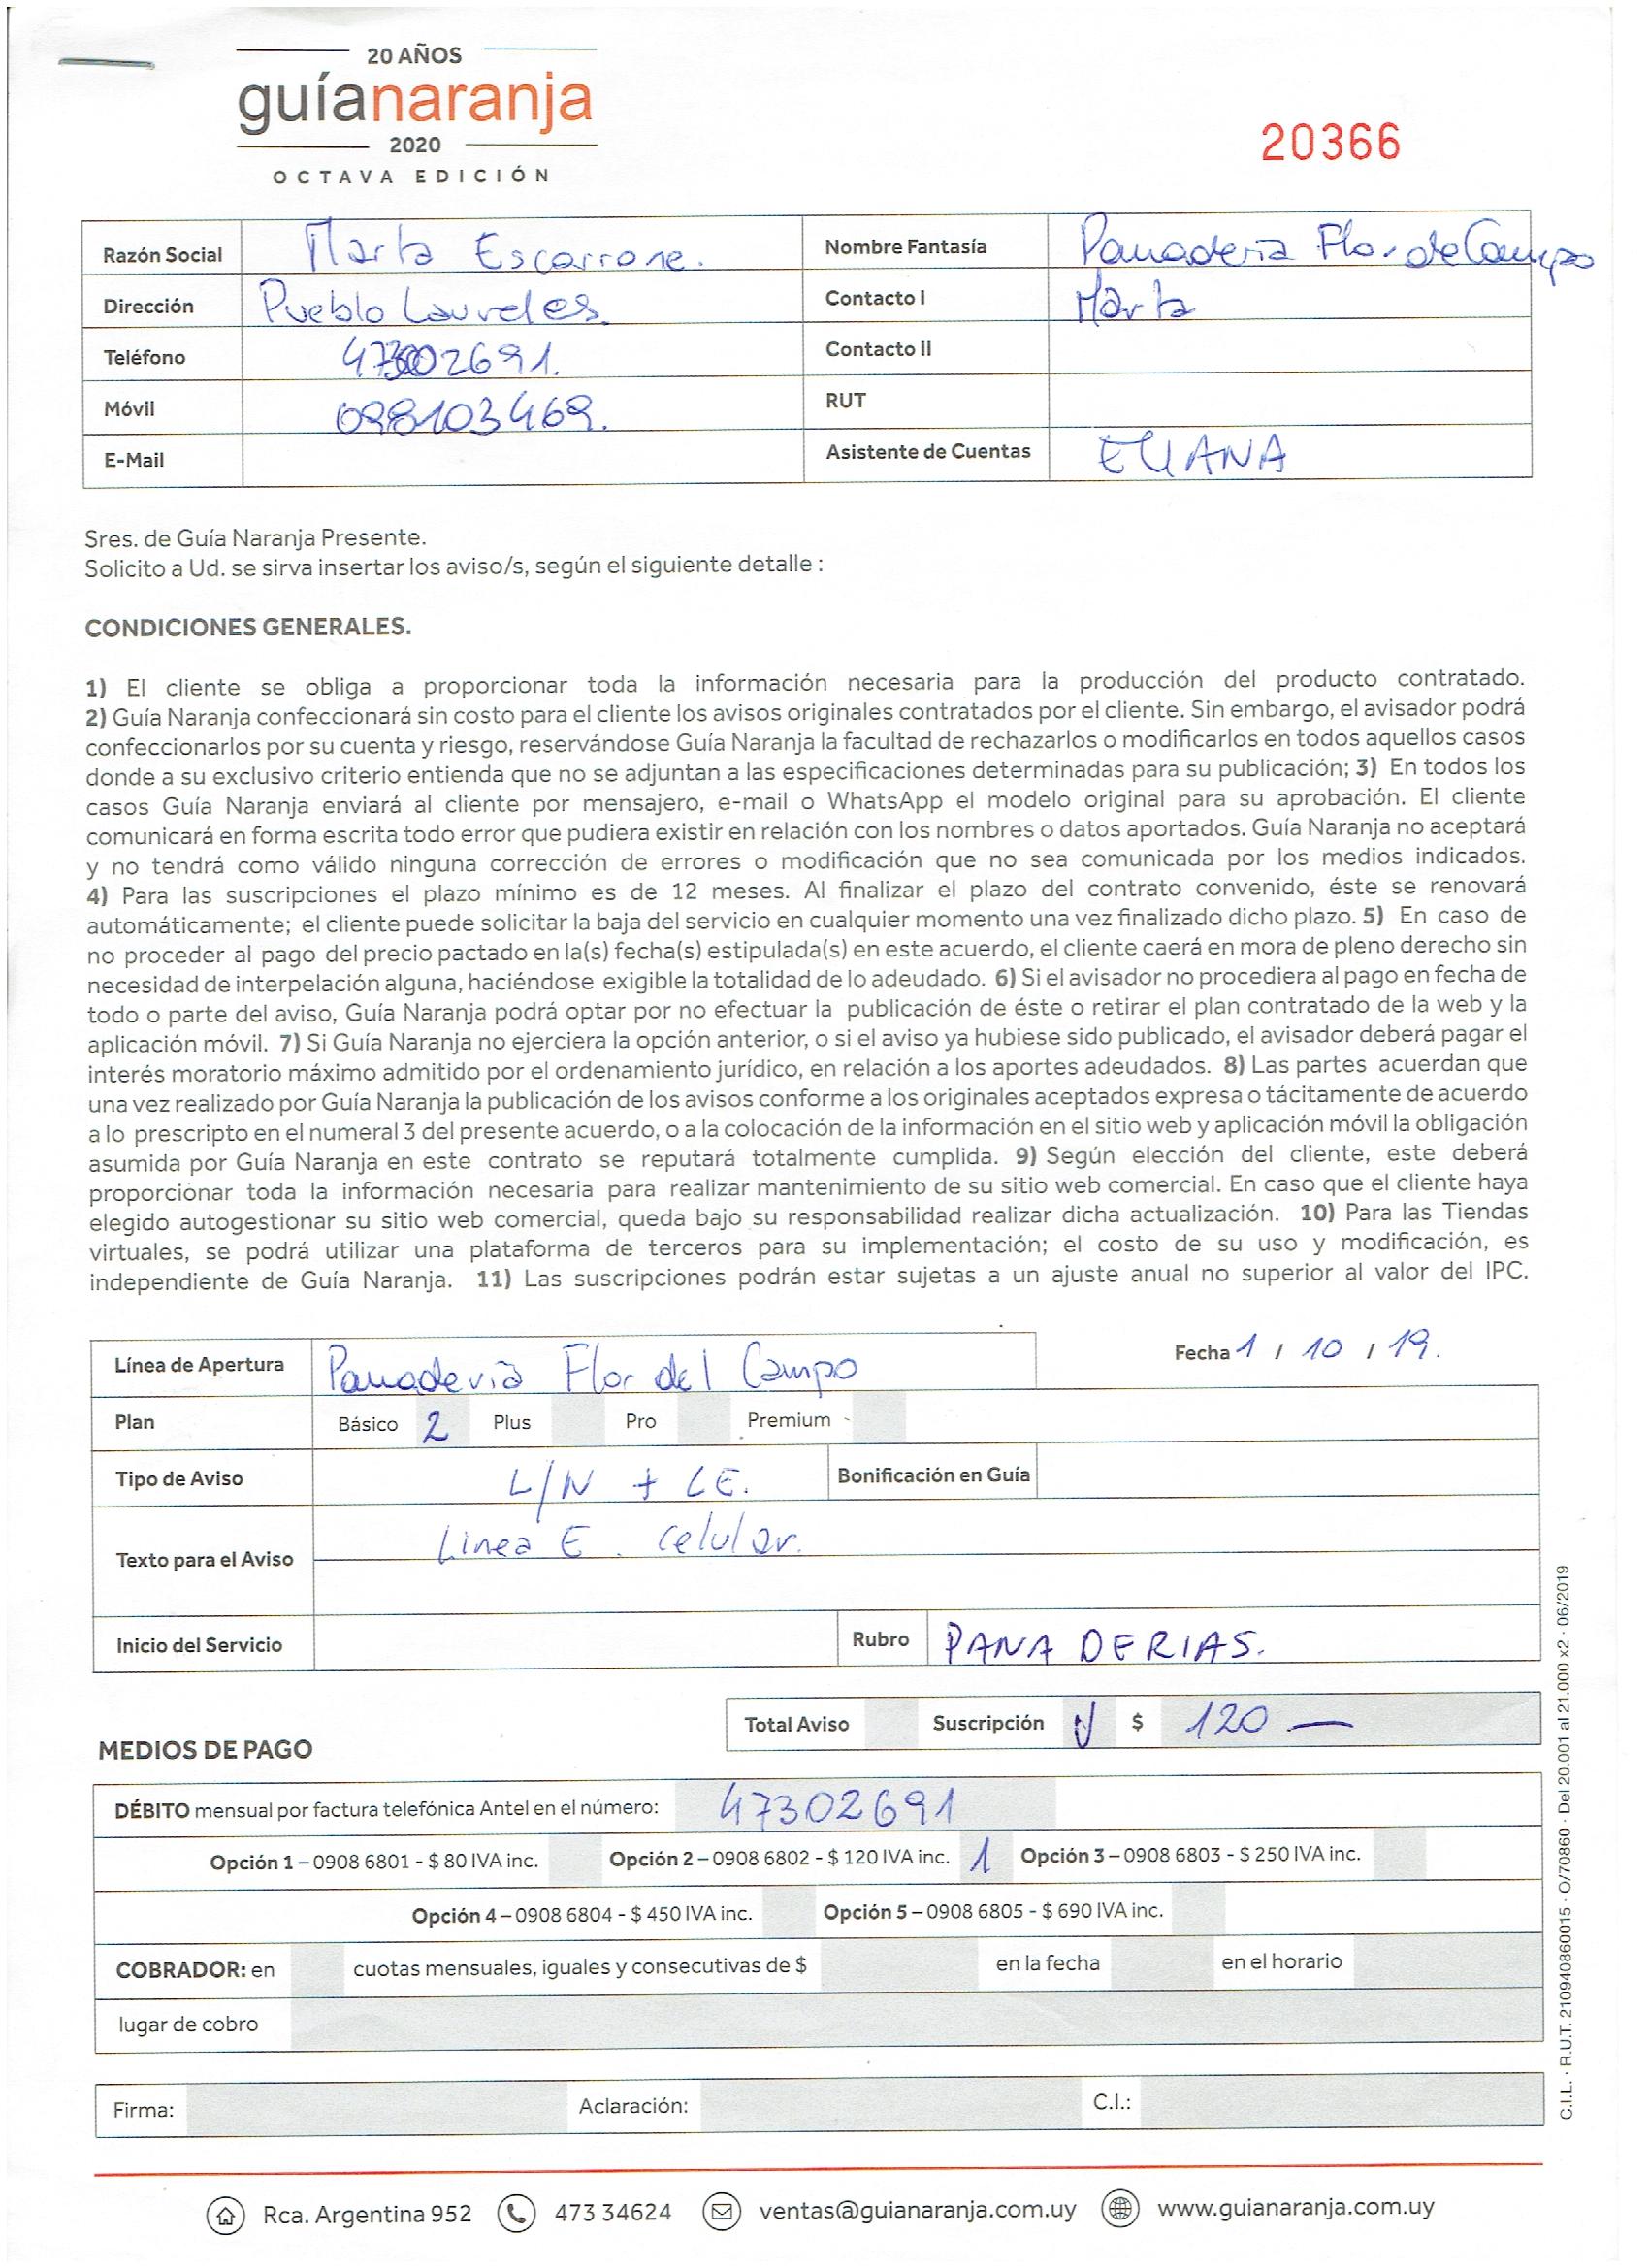 20 AÑOS
guíanaranja
2020
OCTAVA EDICIÓN
20366
Razón Social Marta Escarrone. Nombre Fantasía Panaderia Flor de Campo
Dirección Pueblo Laureles. Contacto I Marta
Teléfono 47302691. Contacto II
Móvil 098103469. RUT
E-Mail Asistente de Cuentas ELIANA
Sres. de Guía Naranja Presente.
Solicito a Ud. se sirva insertar los aviso/s, según el siguiente detalle :
CONDICIONES GENERALES.
1) El cliente se obliga a proporcionar toda la información necesaria para la producción del producto contratado.
2) Guía Naranja confeccionará sin costo para el cliente los avisos originales contratados por el cliente. Sin embargo, el avisador podrá
confeccionarlos por su cuenta y riesgo, reservándose Guía Naranja la facultad de rechazarlos o modificarlos en todos aquellos casos
donde a su exclusivo criterio entienda que no se adjuntan a las especificaciones determinadas para su publicación; 3) En todos los
casos Guía Naranja enviará al cliente por mensajero, e-mail o WhatsApp el modelo original para su aprobación. El cliente
comunicará en forma escrita todo error que pudiera existir en relación con los nombres o datos aportados. Guía Naranja no aceptará
y no tendrá como válido ninguna corrección de errores o modificación que no sea comunicada por los medios indicados.
4) Para las suscripciones el plazo mínimo es de 12 meses. Al finalizar el plazo del contrato convenido, éste se renovará
automáticamente; el cliente puede solicitar la baja del servicio en cualquier momento una vez finalizado dicho plazo. 5) En caso de
no proceder al pago del precio pactado en la(s) fecha(s) estipulada(s) en este acuerdo, el cliente caerá en mora de pleno derecho sin
necesidad de interpelación alguna, haciéndose exigible la totalidad de lo adeudado. 6) Si el avisador no procediera al pago en fecha de
todo o parte del aviso, Guía Naranja podrá optar por no efectuar la publicación de éste o retirar el plan contratado de la web y la
aplicación móvil. 7) Si Guía Naranja no ejerciera la opción anterior, o si el aviso ya hubiese sido publicado, el avisador deberá pagar el
interés moratorio máximo admitido por el ordenamiento jurídico, en relación a los aportes adeudados. 8) Las partes acuerdan que
una vez realizado por Guía Naranja la publicación de los avisos conforme a los originales aceptados expresa o tácitamente de acuerdo
a lo prescripto en el numeral 3 del presente acuerdo, o a la colocación de la información en el sitio web y aplicación móvil la obligación
asumida por Guía Naranja en este contrato se reputará totalmente cumplida. 9) Según elección del cliente, este deberá
proporcionar toda la información necesaria para realizar mantenimiento de su sitio web comercial. En caso que el cliente haya
elegido autogestionar su sitio web comercial, queda bajo su responsabilidad realizar dicha actualización. 10) Para las Tiendas
virtuales, se podrá utilizar una plataforma de terceros para su implementación; el costo de su uso y modificación, es
independiente de Guía Naranja. 11) Las suscripciones podrán estar sujetas a un ajuste anual no superior al valor del IPC.
Línea de Apertura Panaderia Flor del Campo Fecha 1 / 10 / 19.
Plan Básico 2 Plus Pro Premium
Tipo de Aviso L/N + LE. Bonificación en Guía
Texto para el Aviso Linea E. celular.
Inicio del Servicio Rubro PANADERIAS.
Total Aviso Suscripción $ 120 —
MEDIOS DE PAGO
DÉBITO mensual por factura telefónica Antel en el número: 47302691
Opción 1 – 0908 6801 - $ 80 IVA inc. Opción 2 – 0908 6802 - $ 120 IVA inc. 1 Opción 3 – 0908 6803 - $ 250 IVA inc.
Opción 4 – 0908 6804 - $ 450 IVA inc. Opción 5 – 0908 6805 - $ 690 IVA inc.
COBRADOR: en cuotas mensuales, iguales y consecutivas de $ en la fecha en el horario
lugar de cobro
Firma: Aclaración: C.I.:
Rca. Argentina 952 473 34624 ventas@guianaranja.com.uy www.guianaranja.com.uy
C.I.L. · R.U.T. 210940860015 · O/70860 · Del 20.001 al 21.000 x2 · 06/2019